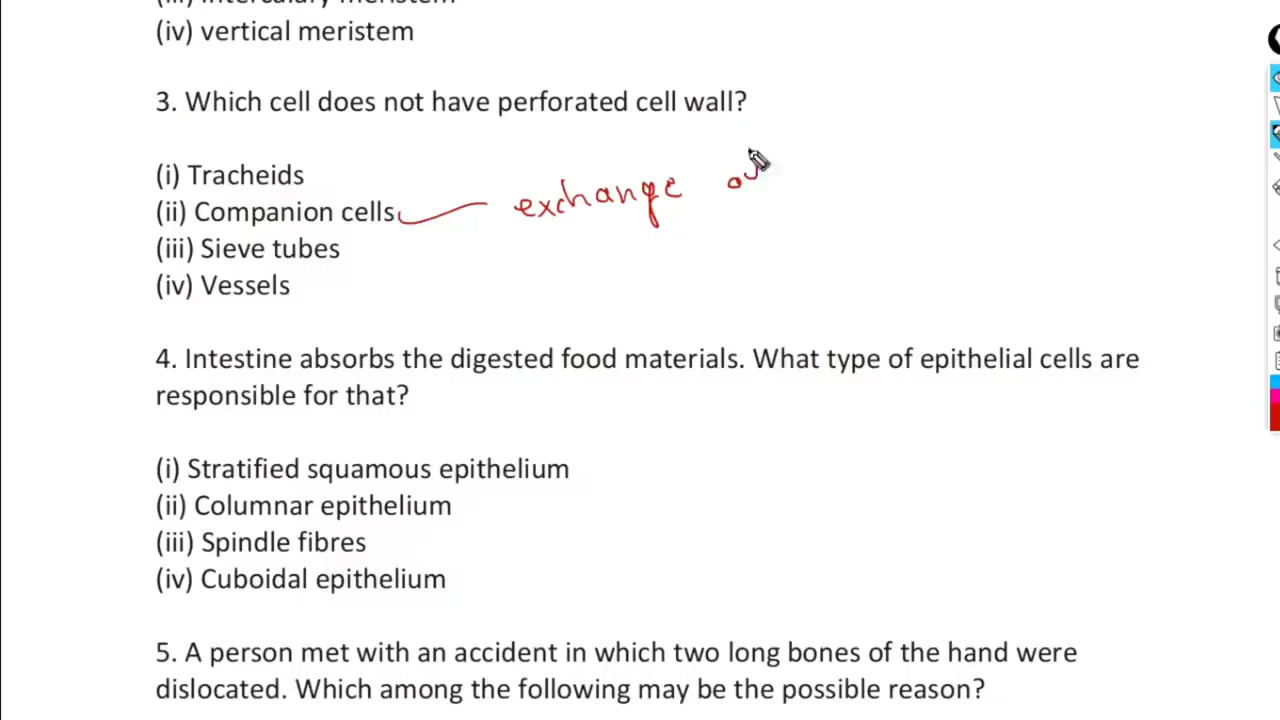 (iii) intercalary meristem
(iv) vertical meristem
3. Which cell does not have perforated cell wall?
(i) Tracheids
(ii) Companion cells exchange
(iii) Sieve tubes
(iv) Vessels
4. Intestine absorbs the digested food materials. What type of epithelial cells are
responsible for that?
(i) Stratified squamous epithelium
(ii) Columnar epithelium
(iii) Spindle fibres
(iv) Cuboidal epithelium
5. A person met with an accident in which two long bones of the hand were
dislocated. Which among the following may be the possible reason?